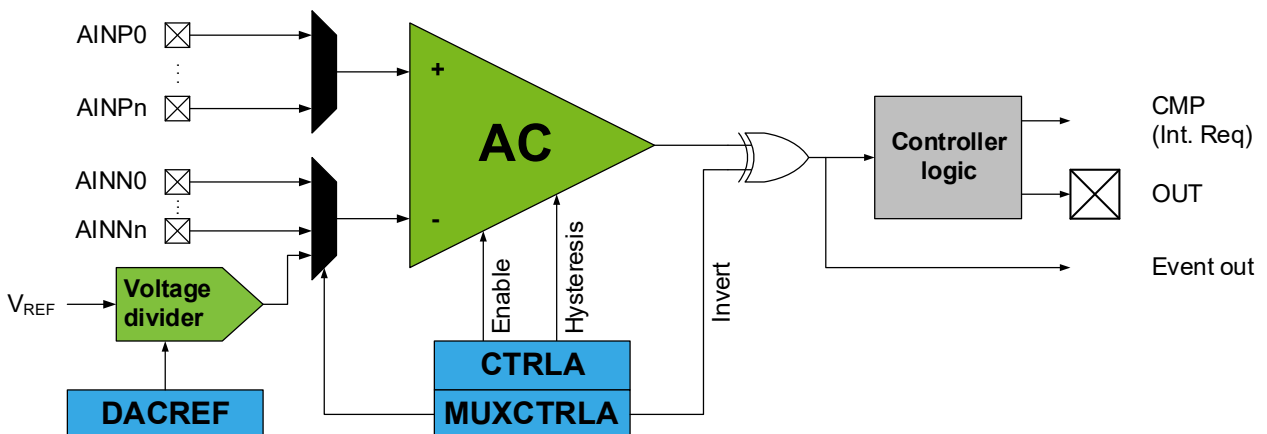 AINP0
AINPn
AINN0
AINNn
VREF
Voltage
divider
DACREF
+
AC
-
Enable
Hysteresis
Invert
CTRLA
MUXCTRLA
Controller
logic
CMP
(Int. Req)
OUT
Event out